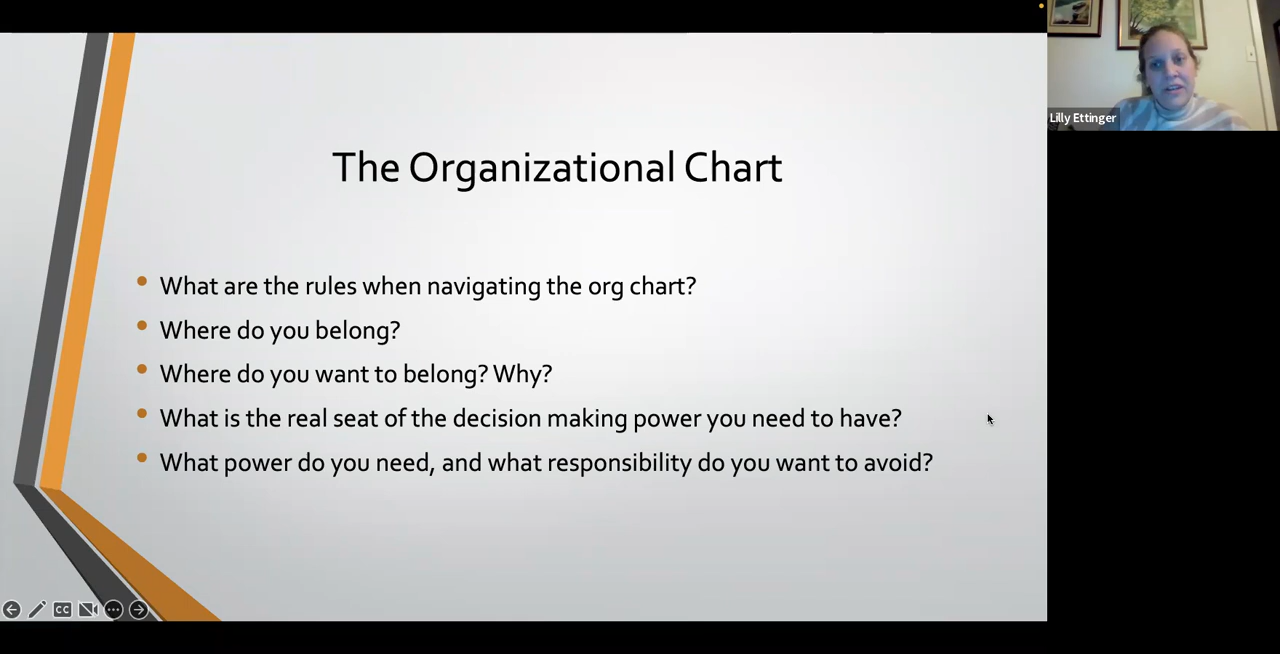 The Organizational Chart
• What are the rules when navigating the org chart?
• Where do you belong?
• Where do you want to belong? Why?
• What is the real seat of the decision making power you need to have?
• What power do you need, and what responsibility do you want to avoid?
Lilly Ettinger
CC